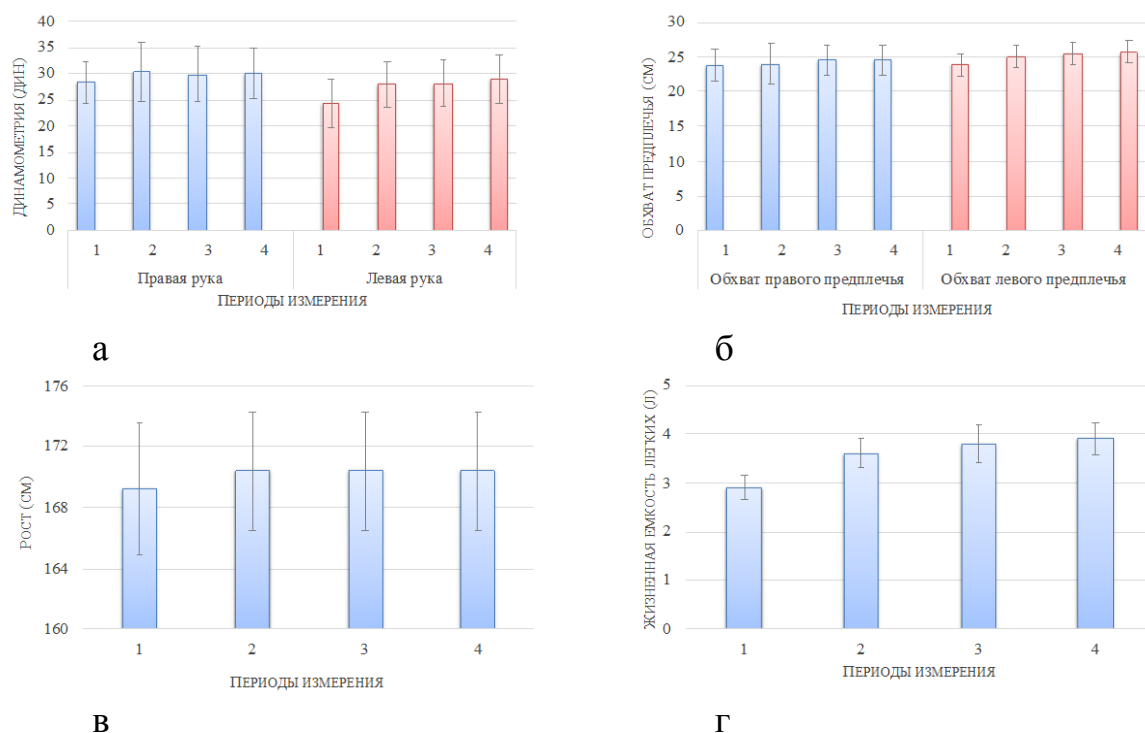 40
35
30
25
20
15
10
5
0
ДИНАМОМЕТРИЯ (ДИН)
1 2 3 4 1 2 3 4
Правая рука Левая рука
ПЕРИОДЫ ИЗМЕРЕНИЯ
а
30
25
20
15
10
5
0
ОБХВАТ ПРЕДПЛЕЧЬЯ (СМ)
1 2 3 4 1 2 3 4
Обхват правого предплечья Обхват левого предплечья
ПЕРИОДЫ ИЗМЕРЕНИЯ
б
176
172
168
164
160
РОСТ (СМ)
1 2 3 4
ПЕРИОДЫ ИЗМЕРЕНИЯ
в
5
4
3
2
1
0
ЖИЗНЕННАЯ ЕМКОСТЬ ЛЕГКИХ (Л)
1 2 3 4
ПЕРИОДЫ ИЗМЕРЕНИЯ
г